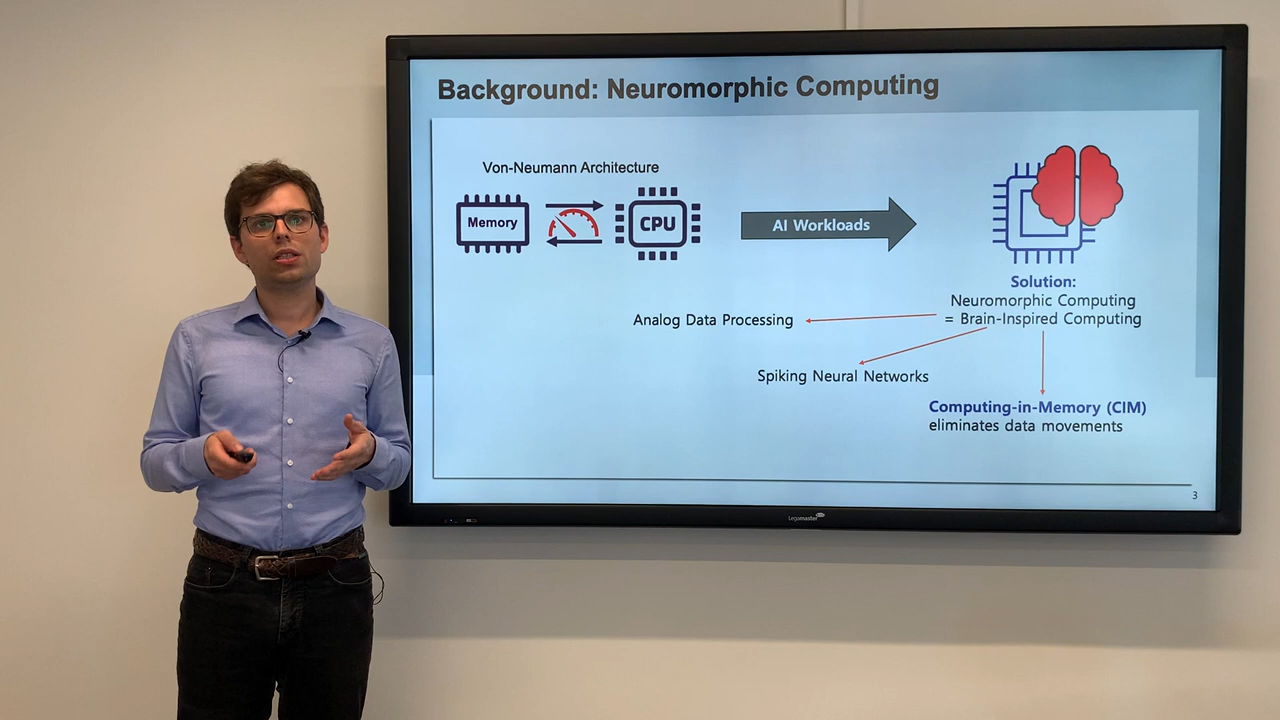 Background: Neuromorphic Computing
Von-Neumann Architecture
Memory
CPU
AI Workloads
Solution:
Neuromorphic Computing
= Brain-Inspired Computing
Analog Data Processing
Spiking Neural Networks
Computing-in-Memory (CIM)
eliminates data movements
3
Legamaster